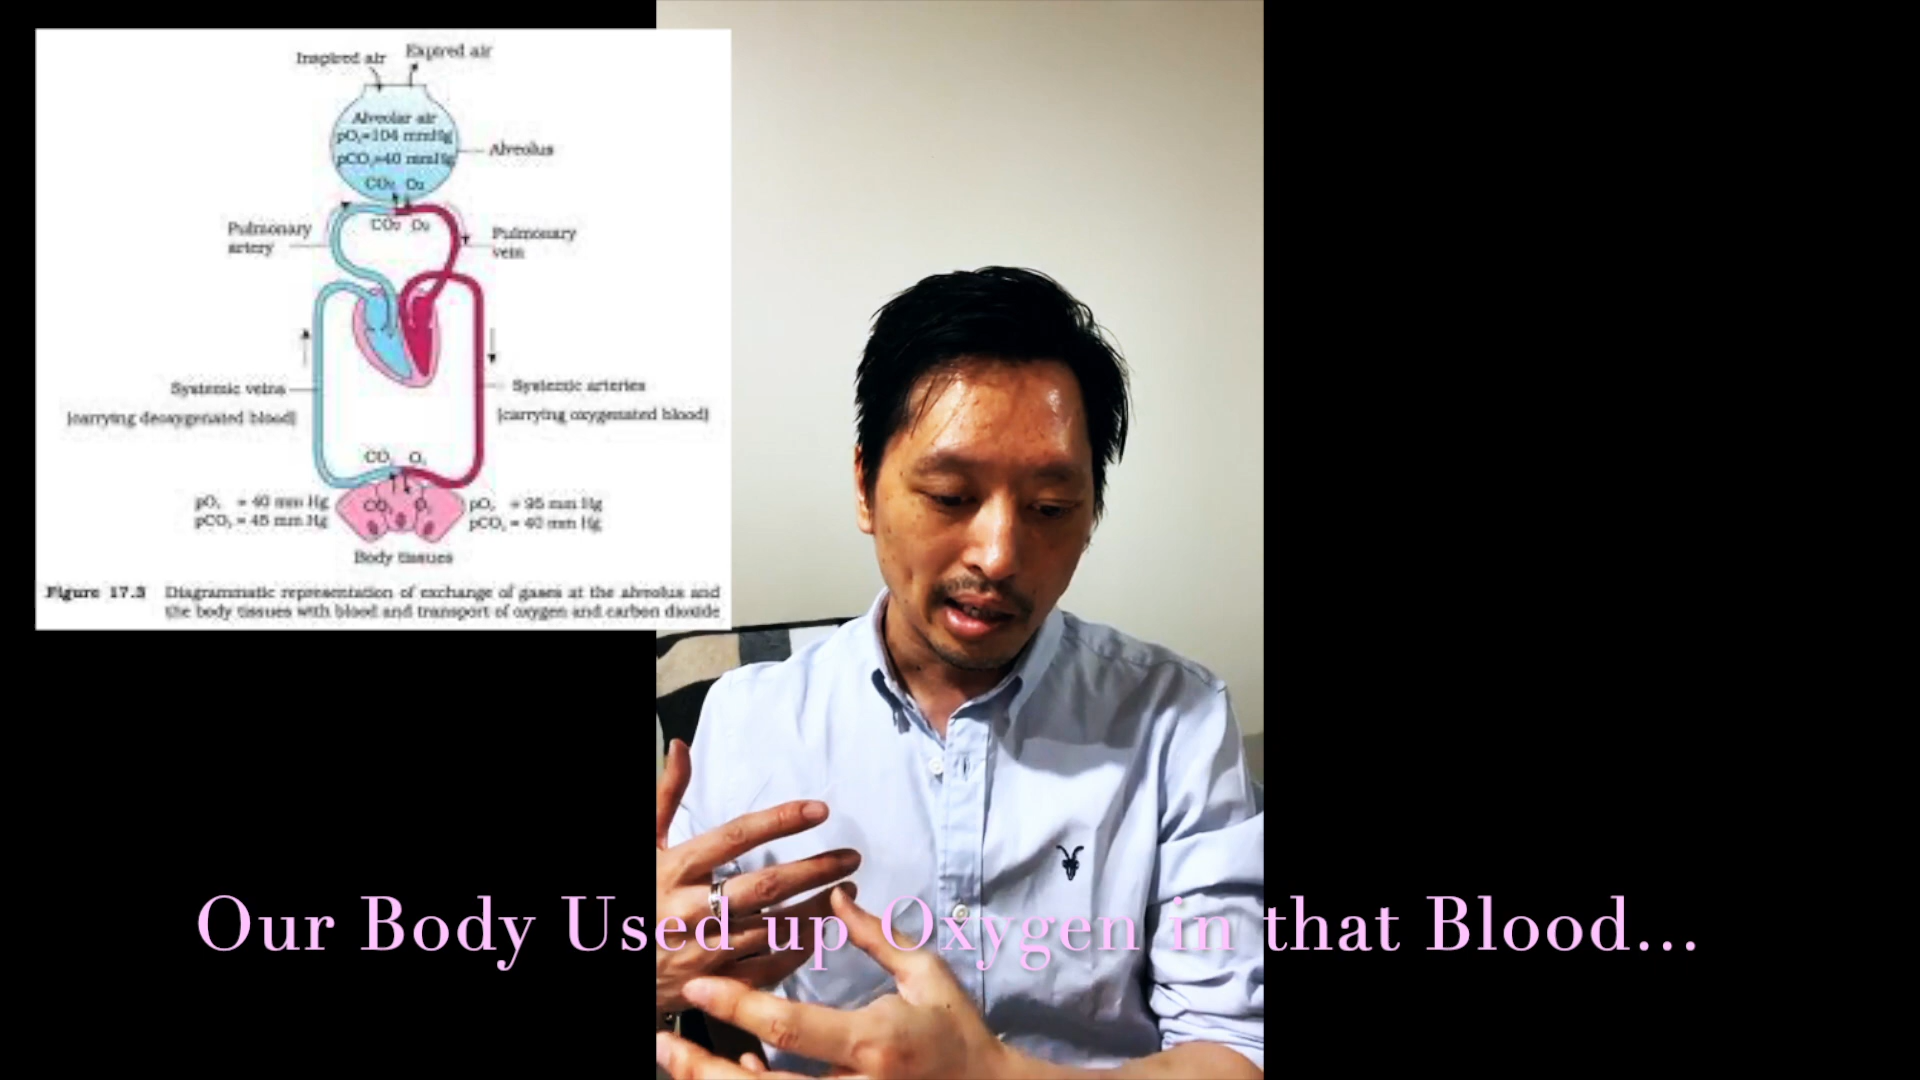 Inspired air
Expired air
Alveolar air
pO₂=104 mmHg
pCO₂=40 mmHg
Alveolus
CO₂ O₂
CO₂ O₂
Pulmonary
artery
Pulmonary
vein
Systemic veins
(carrying deoxygenated blood)
Systemic arteries
(carrying oxygenated blood)
CO₂ O₂
pO₂ = 40 mm Hg
pCO₂ = 45 mm Hg
CO₂ O₂
pO₂ = 95 mm Hg
pCO₂ = 40 mm Hg
Body tissues
Figure 17.3 Diagrammatic representation of exchange of gases at the alveolus and
the body tissues with blood and transport of oxygen and carbon dioxide
Our Body Used up Oxygen in that Blood...